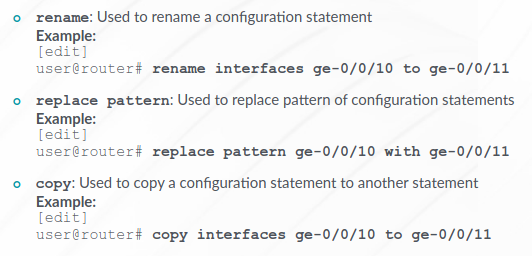 rename: Used to rename a configuration statement
Example:
[edit]
user@router# rename interfaces ge-0/0/10 to ge-0/0/11
replace pattern: Used to replace pattern of configuration statements
Example:
[edit]
user@router# replace pattern ge-0/0/10 with ge-0/0/11
copy: Used to copy a configuration statement to another statement
Example:
[edit]
user@router# copy interfaces ge-0/0/10 to ge-0/0/11